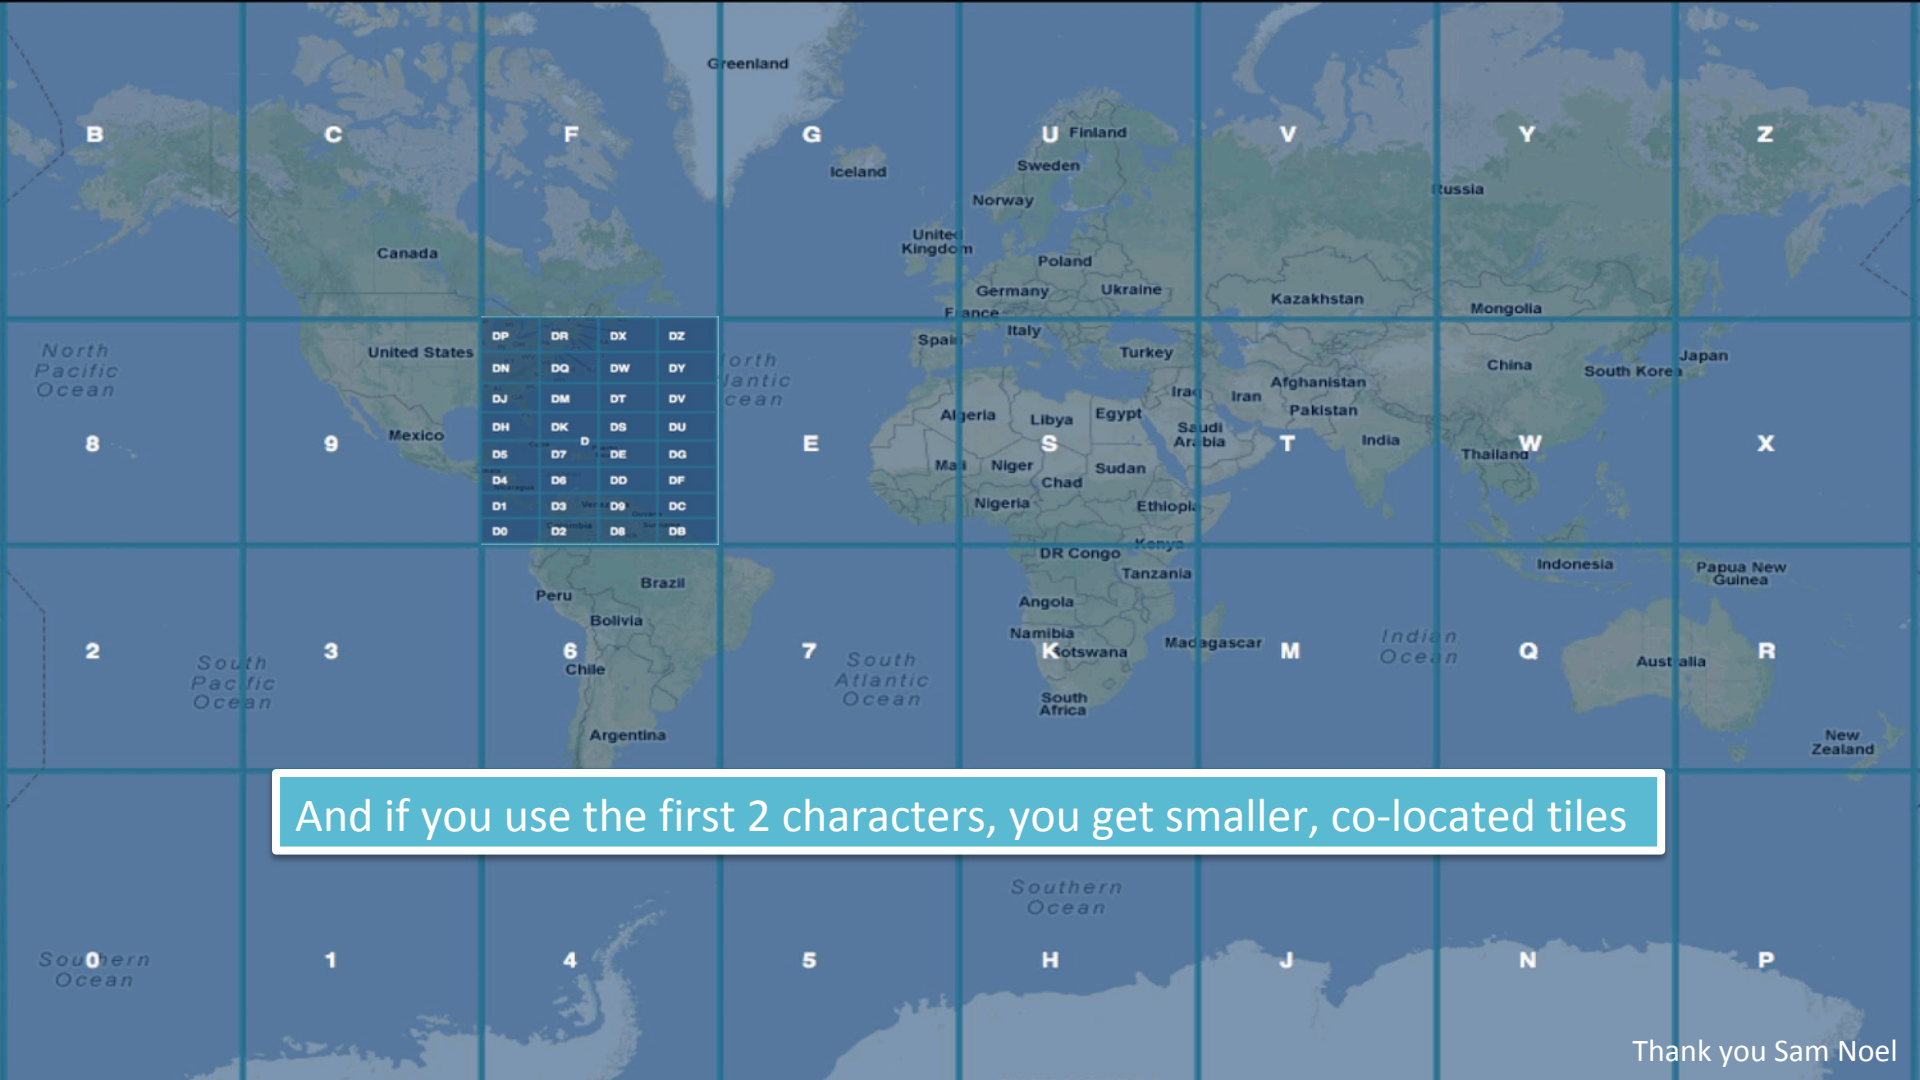 Greenland
B C F G U Finland V Y Z
Sweden
Iceland
Russia
Norway
United
Kingdom
Canada
Poland
Germany
Ukraine
Kazakhstan
Mongolia
France
Italy
Spain
DP DR DX DZ
North
Pacific
Ocean
United States
Turkey
China
Japan
South Korea
DN DQ DW DY
Afghanistan
Iraq
Iran
Pakistan
DJ DM DT DV
Algeria
Libya
Egypt
DH DK DS DU
Mexico
Saudi
Arabia
India
8 9 D E S T W X
Thailand
D5 D7 DE DG
Mali
Niger
Sudan
Chad
D4 D6 DD DF
Nigeria
Ethiopia
D1 D3 D9 DC
D0 D2 D8 DB
Kenya
DR Congo
Tanzania
Indonesia
Papua New
Guinea
Brazil
Peru
Angola
Bolivia
Namibia
Botswana
Madagascar
Indian
Ocean
2 3 6 7 K M Q R
South
Pacific
Ocean
Chile
South
Atlantic
Ocean
Australia
South
Africa
Argentina
New
Zealand
And if you use the first 2 characters, you get smaller, co-located tiles
Southern
Ocean
Southern
Ocean
0 1 4 5 H J N P
Thank you Sam Noel